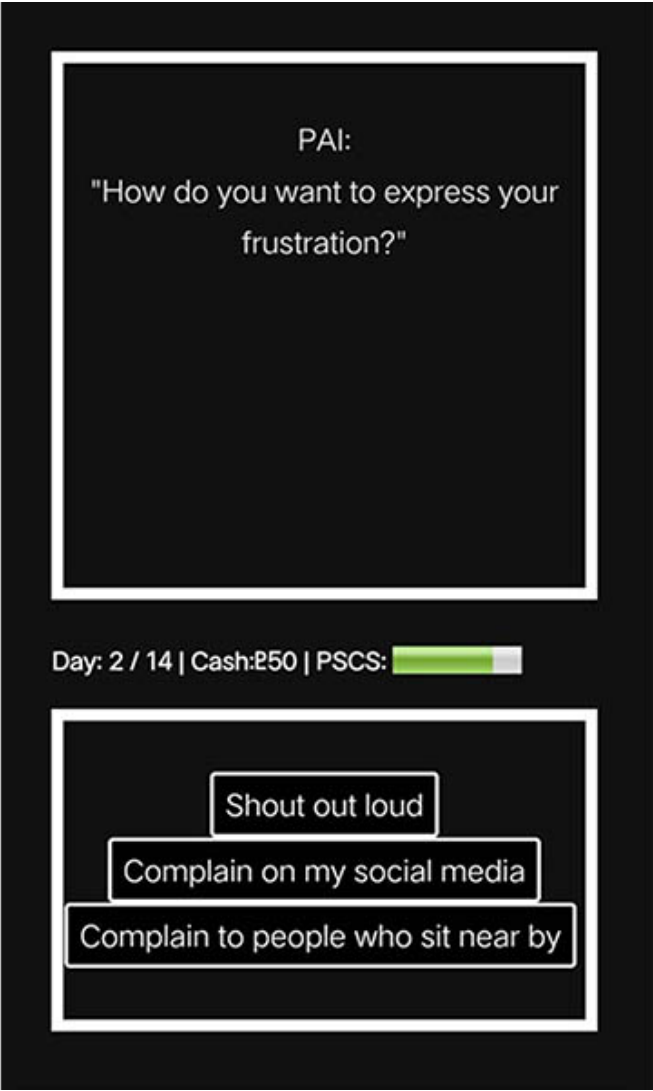 PAI:
"How do you want to express your
frustration?"
Day: 2 / 14 | Cash:⅊50 | PSCS:
Shout out loud
Complain on my social media
Complain to people who sit near by